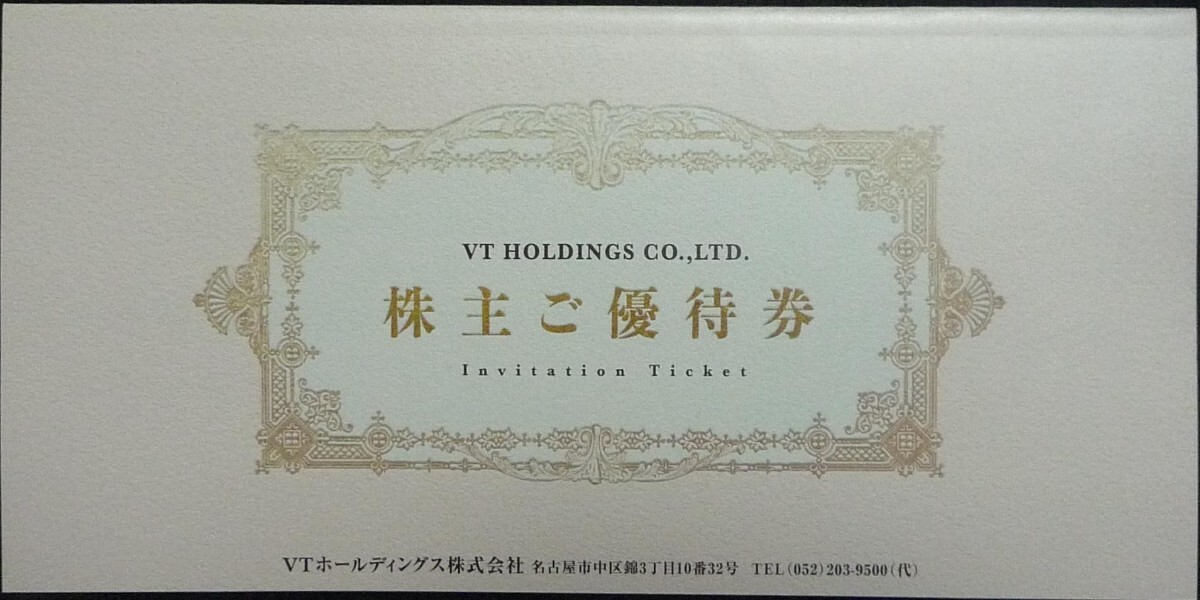 VT HOLDINGS CO.,LTD.
株主ご優待券
Invitation Ticket
VTホールディングス株式会社 名古屋市中区錦3丁目10番32号 TEL(052)203-9500(代)